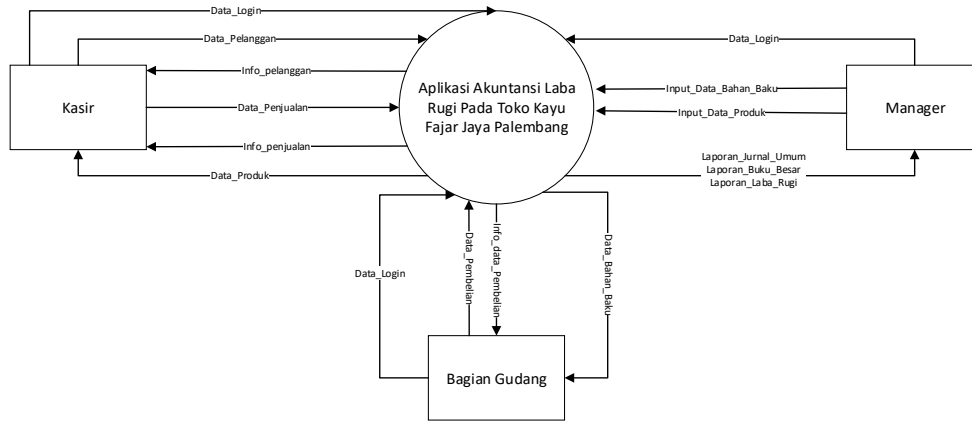 Data_Login
Data_Pelanggan
Info_pelanggan
Kasir
Data_Penjualan
Info_penjualan
Data_Produk
Aplikasi Akuntansi Laba
Rugi Pada Toko Kayu
Fajar Jaya Palembang
Data_Login
Input_Data_Bahan_Baku
Input_Data_Produk
Manager
Laporan_Jurnal_Umum
Laporan_Buku_Besar
Laporan_Laba_Rugi
Data_Login
Data_Pembelian
Info_data_Pembelian
Data_Bahan_Baku
Bagian Gudang